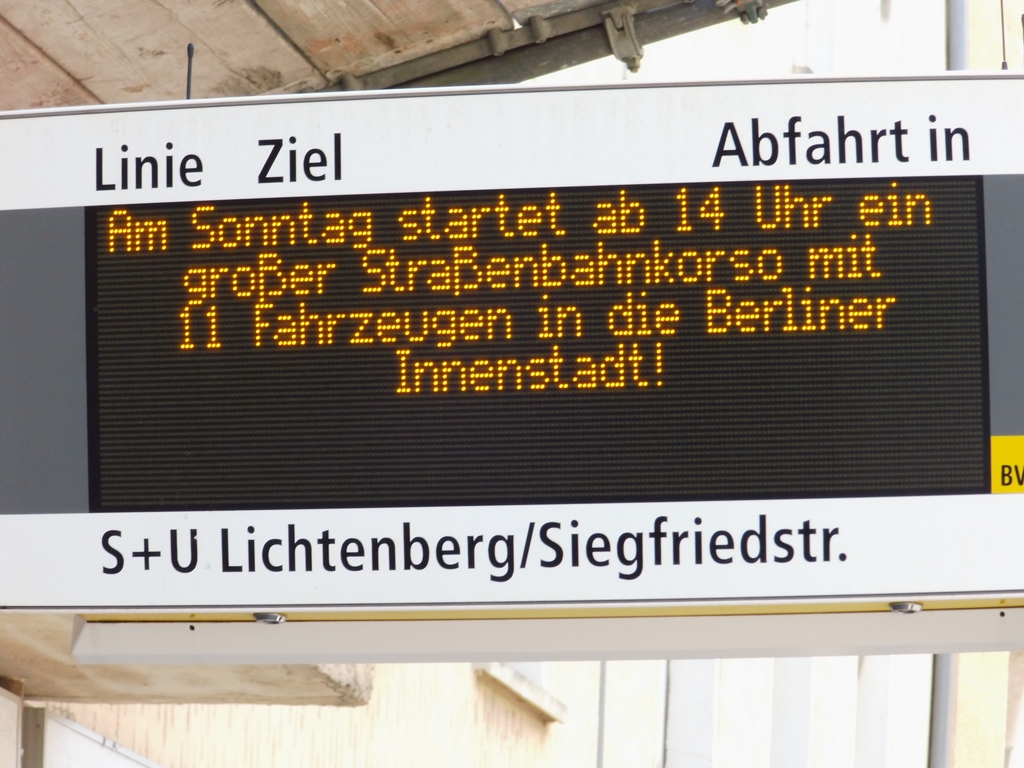 Linie Ziel Abfahrt in
Am Sonntag startet ab 14 Uhr ein
großer Straßenbahnkorso mit
11 Fahrzeugen in die Berliner
Innenstadt!
BV
S+U Lichtenberg/Siegfriedstr.